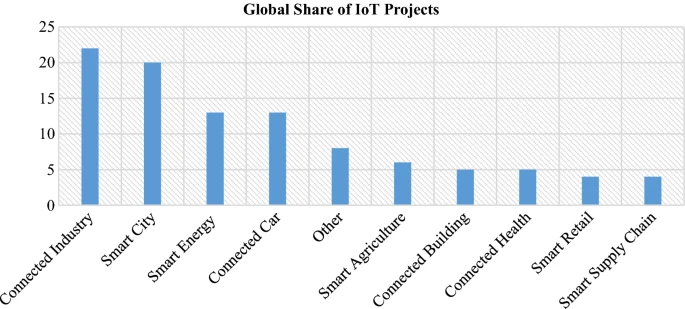 Global Share of IoT Projects
25
20
15
10
5
0
Connected Industry
Smart City
Smart Energy
Connected Car
Other
Smart Agriculture
Connected Building
Connected Health
Smart Retail
Smart Supply Chain